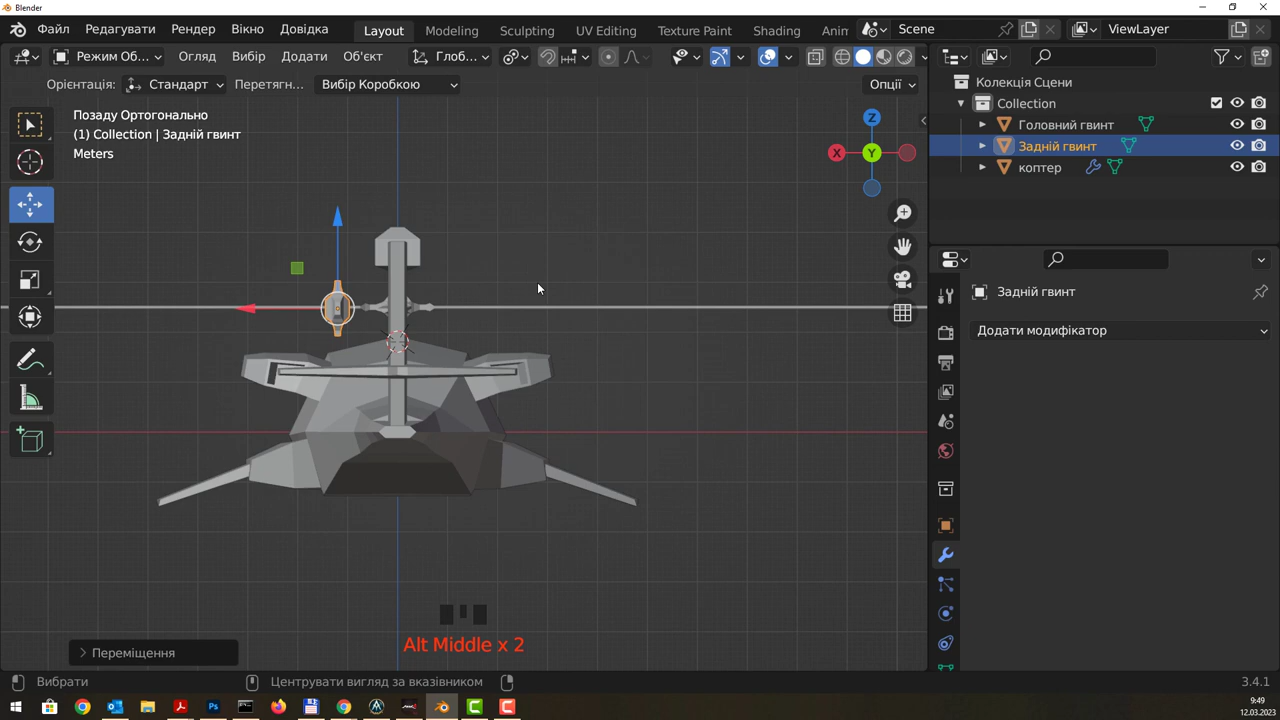 Blender
Файл Редагувати Рендер Вікно Довідка Layout Modeling Sculpting UV Editing Texture Paint Shading Anim Scene ViewLayer
Режим Об... Огляд Вибір Додати Об'єкт Глоб...
Орієнтація: Стандарт Перетягн... Вибір Коробкою Опції
Позаду Ортогонально
(1) Collection | Задній гвинт
Meters
Z
X
Y
Колекція Сцени
Collection
Головний гвинт
Задній гвинт
коптер
Задній гвинт
Додати модифікатор
Alt Middle x 2
Переміщення
Вибрати Центрувати вигляд за вказівником 3.4.1
9:49
12.03.2023